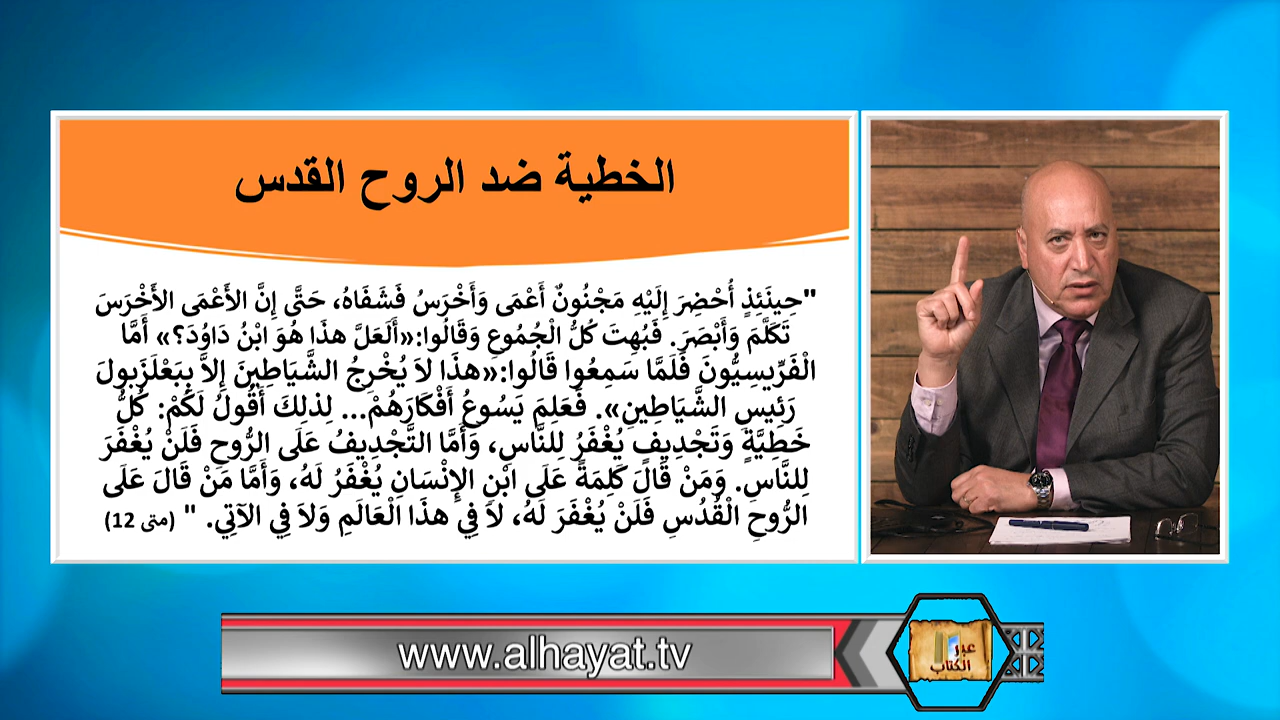 الخطية ضد الروح القدس
"حِينَئِذٍ أُحْضِرَ إِلَيْهِ مَجْنُونٌ أَعْمَى وَأَخْرَسُ فَشَفَاهُ، حَتَّى إِنَّ الأَعْمَى الأَخْرَسَ
تَكَلَّمَ وَأَبْصَرَ. فَبُهِتَ كُلُّ الْجُمُوعِ وَقَالُوا:«أَلَعَلَّ هذَا هُوَ ابْنُ دَاوُدَ؟» أَمَّا
الْفَرِّيسِيُّونَ فَلَمَّا سَمِعُوا قَالُوا:«هذَا لاَ يُخْرِجُ الشَّيَاطِينَ إِلاَّ بِبَعْلَزَبولَ
رَئِيسِ الشَّيَاطِينِ». فَعَلِمَ يَسُوعُ أَفْكَارَهُمْ... لِذلِكَ أَقُولُ لَكُمْ: كُلُّ
خَطِيَّةٍ وَتَجْدِيفٍ يُغْفَرُ لِلنَّاسِ، وَأَمَّا التَّجْدِيفُ عَلَى الرُّوحِ فَلَنْ يُغْفَرَ
لِلنَّاسِ. وَمَنْ قَالَ كَلِمَةً عَلَى ابْنِ الإِنْسَانِ يُغْفَرُ لَهُ، وَأَمَّا مَنْ قَالَ عَلَى
الرُّوحِ الْقُدُسِ فَلَنْ يُغْفَرَ لَهُ، لاَ فِي هذَا الْعَالَمِ وَلاَ فِي الآتِي. " (متى 12)
www.alhayat.tv
عبر
الكتاب